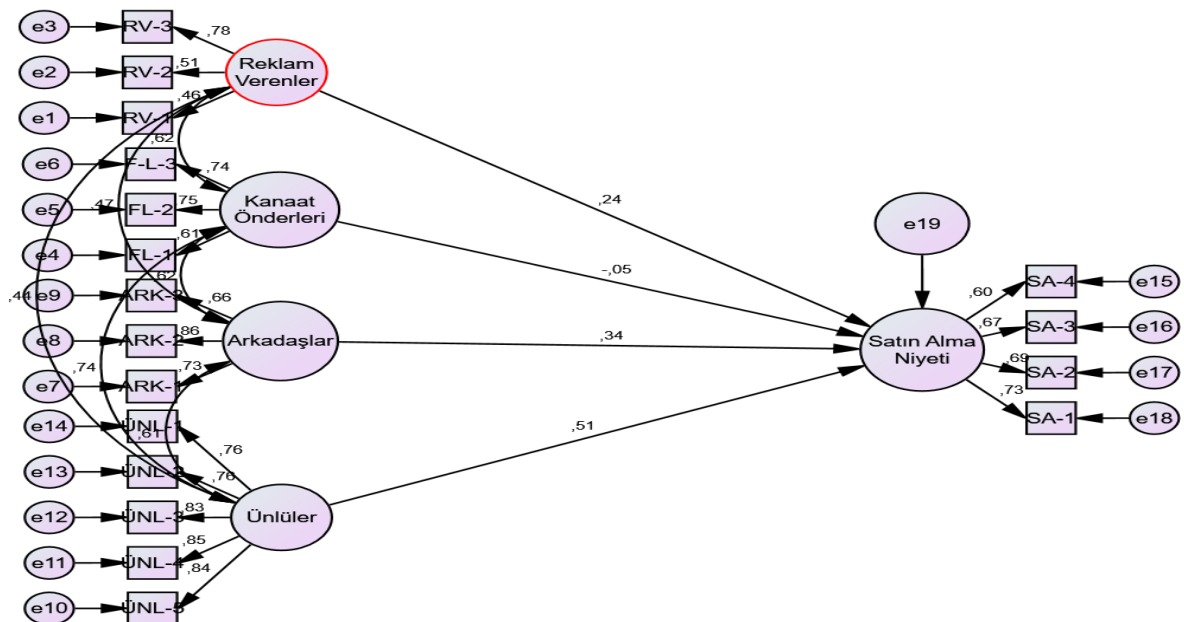 e3
RV-3
,78
Reklam
Verenler
e2
RV-2
,51
e1
RV-1
,46
,62
e6
F-L-3
,74
Kanaat
Önderleri
,24
e19
e5
,47
FL-2
,75
e4
FL-1
,61
,62
-,05
e9
,44
ARK-3
,66
SA-4
e15
,60
e8
ARK-2
,86
Arkadaşlar
,34
Satın Alma
Niyeti
,67
SA-3
e16
,74
,73
,69
SA-2
e17
e7
ARK-1
,73
SA-1
e18
e14
ÜNL-1
,61
,51
,76
e13
,76
e12
ÜNL-3
,83
Ünlüler
e11
ÜNL-4
,85
,84
e10
ÜNL-5